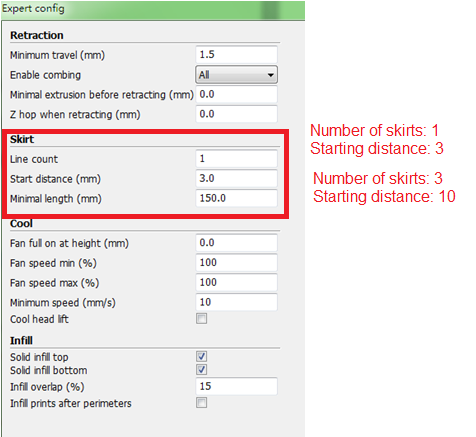 Expert config
Retraction
Minimum travel (mm) 1.5
Enable combing All
Minimal extrusion before retracting (mm) 0.0
Z hop when retracting (mm) 0.0
Skirt
Line count 1
Start distance (mm) 3.0
Minimal length (mm) 150.0
Number of skirts: 1
Starting distance: 3
Number of skirts: 3
Starting distance: 10
Cool
Fan full on at height (mm) 0.0
Fan speed min (%) 100
Fan speed max (%) 100
Minimum speed (mm/s) 10
Cool head lift
Infill
Solid infill top
Solid infill bottom
Infill overlap (%) 15
Infill prints after perimeters